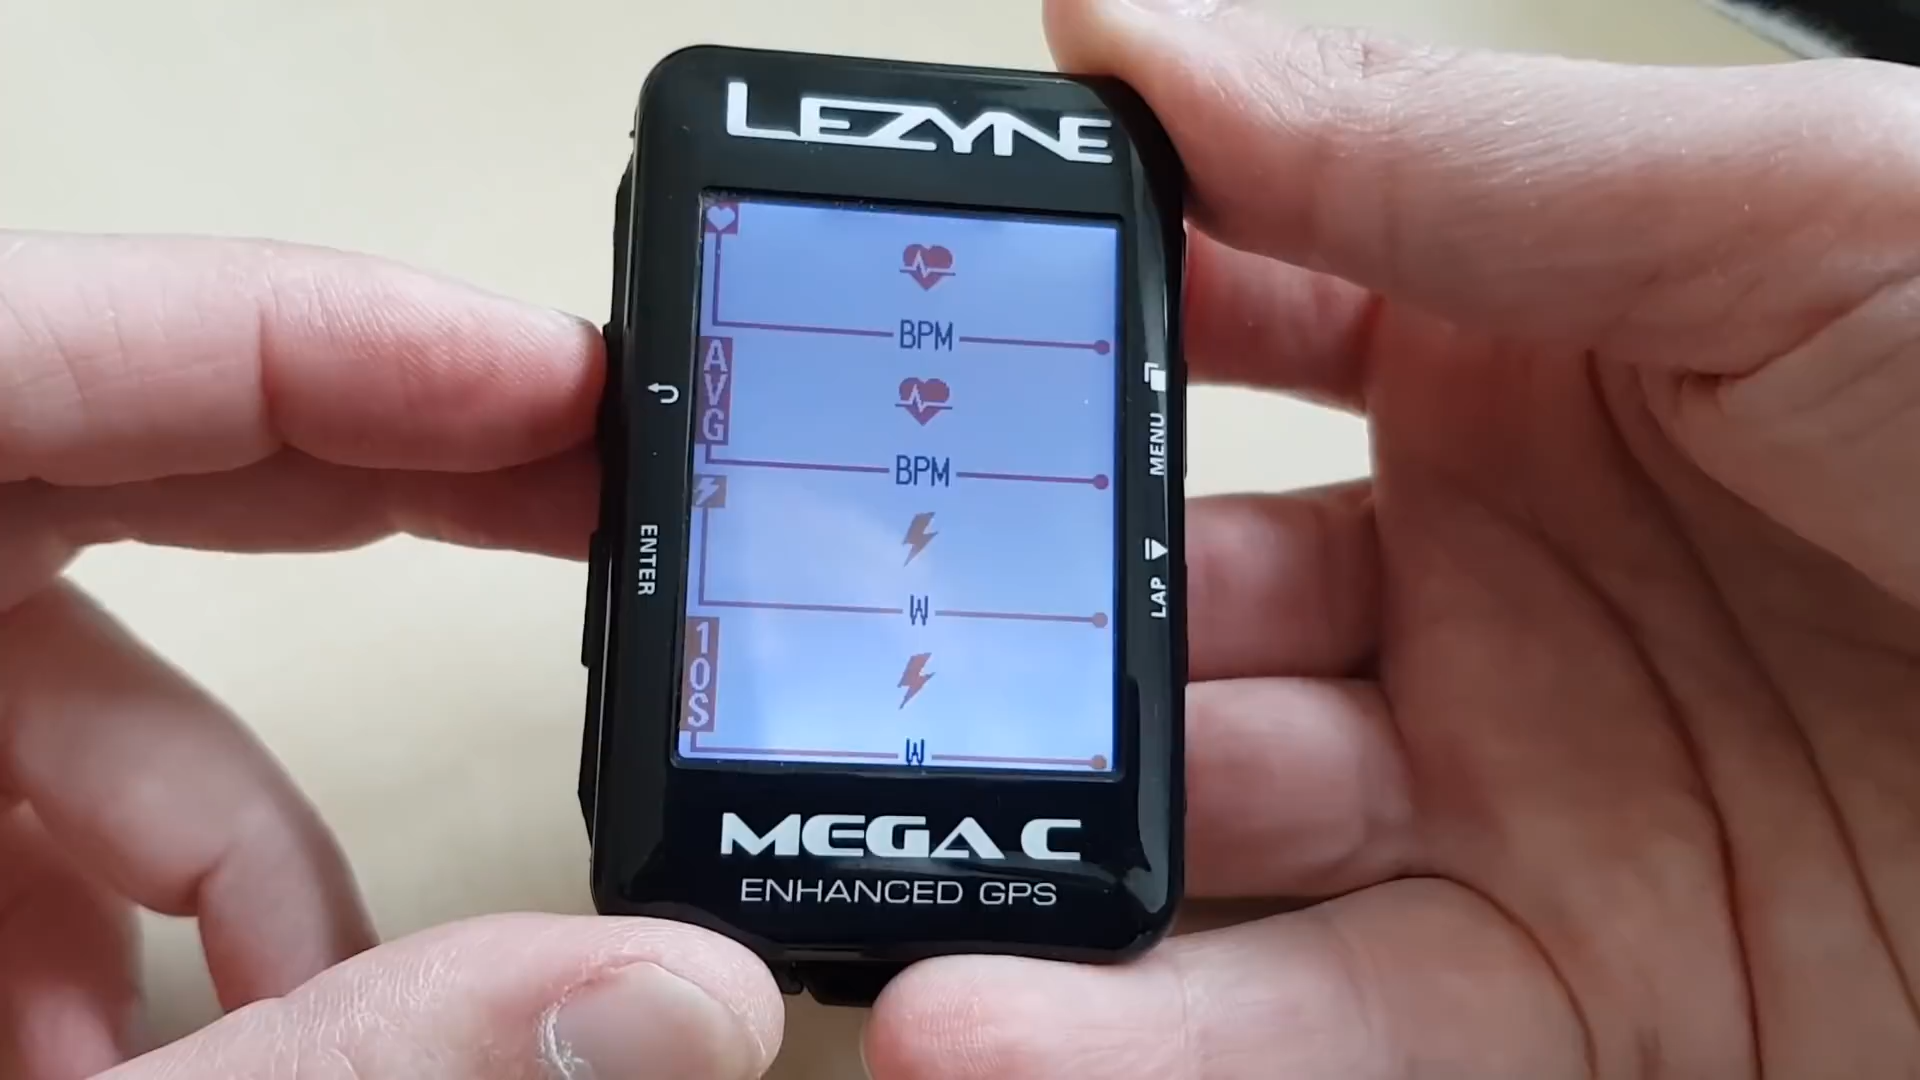 LEZYNE
BPM
AVG
BPM
W
10S
W
ENTER
MENU
LAP
MEGA C
ENHANCED GPS